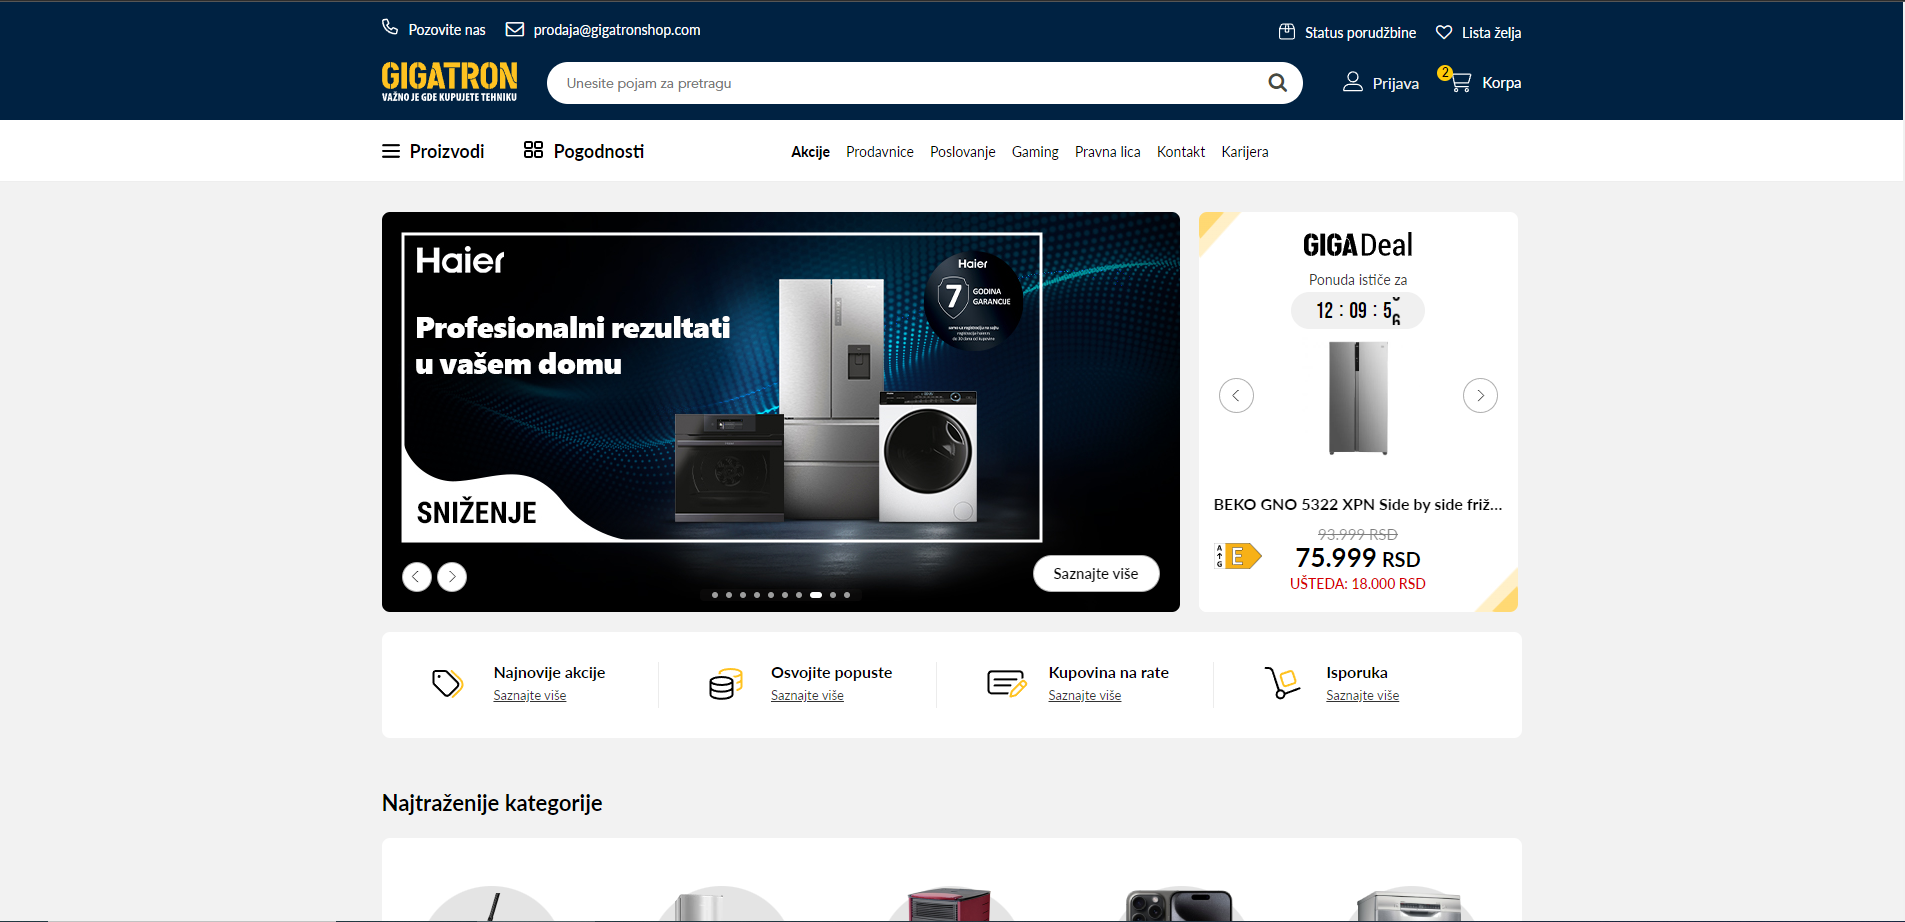 Pozovite nas
prodaja@gigatronshop.com
Status porudžbine
Lista želja
GIGATRON
VAŽNO JE GDE KUPUJETE TEHNIKU
Unesite pojam za pretragu
Prijava
2
Korpa
Proizvodi
Pogodnosti
Akcije
Prodavnice
Poslovanje
Gaming
Pravna lica
Kontakt
Karijera
Haier
Profesionalni rezultati
u vašem domu
Haier
7
GODINA
GARANCIJE
SNIŽENJE
Saznajte više
GIGA Deal
Ponuda ističe za
12 : 09 : 5
BEKO GNO 5322 XPN Side by side friž...
93.999 RSD
A
G
E
75.999 RSD
UŠTEDA: 18.000 RSD
Najnovije akcije
Saznajte više
Osvojite popuste
Saznajte više
Kupovina na rate
Saznajte više
Isporuka
Saznajte više
Najtraženije kategorije